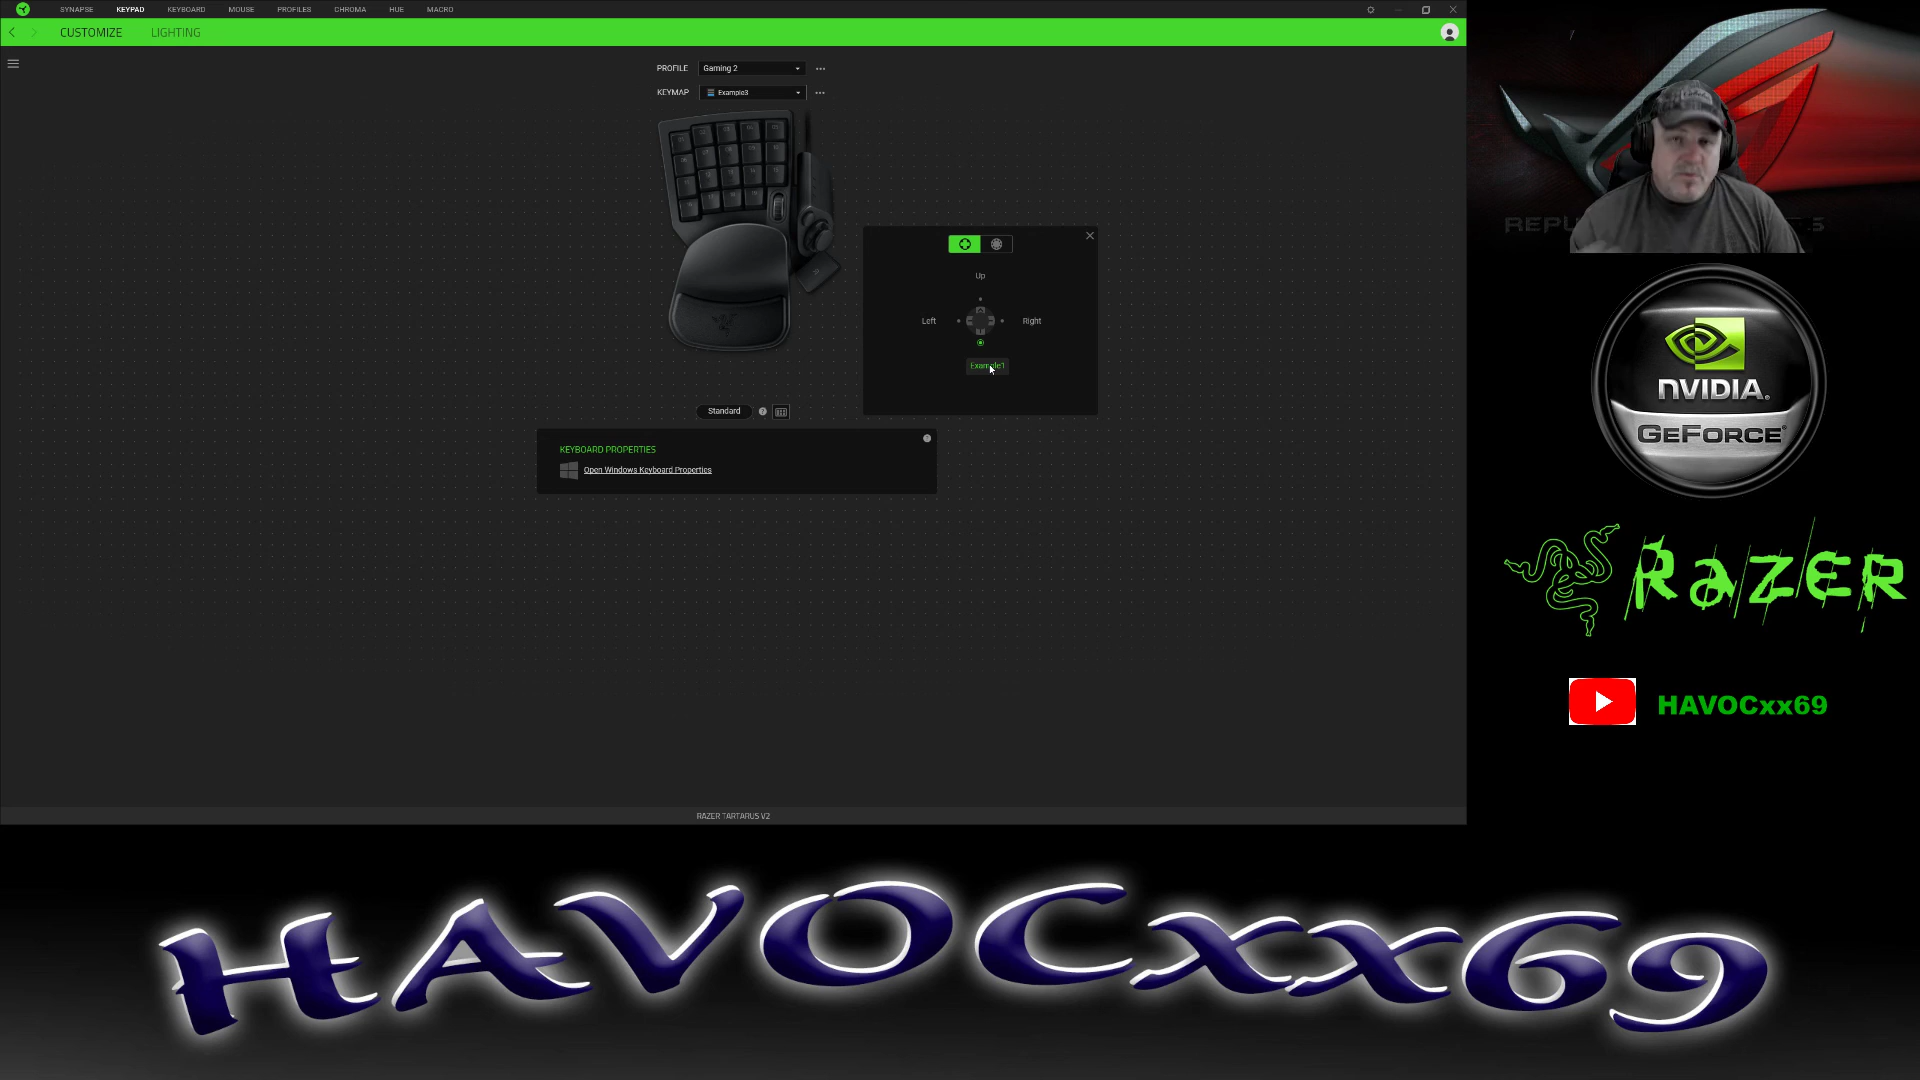 SYNAPSE KEYPAD KEYBOARD MOUSE PROFILES CHROMA HUE MACRO
CUSTOMIZE LIGHTING
PROFILE Gaming 2
KEYMAP Example3
Up
Left Right
Example1
Standard
KEYBOARD PROPERTIES
Open Windows Keyboard Properties
RAZER TARTARUS V2
NVIDIA.
GEFORCE
RaZER
HAVOCxx69
HAVOCxx69